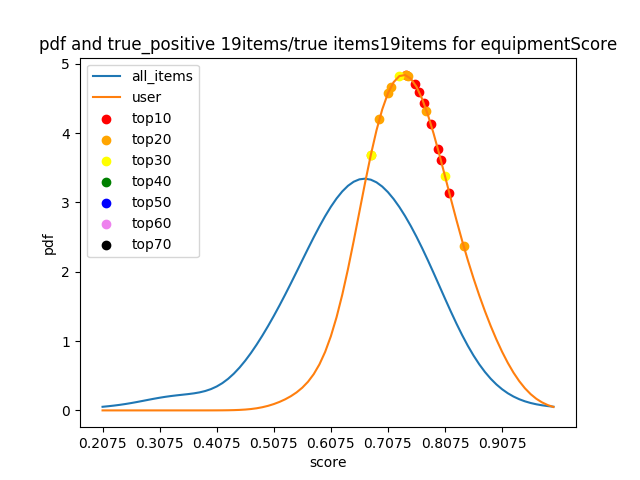 pdf and true_positive 19items/true items19items for equipmentScore
all_items
user
top10
top20
top30
top40
top50
top60
top70
pdf
5
4
3
2
1
0
0.2075 0.3075 0.4075 0.5075 0.6075 0.7075 0.8075 0.9075
score